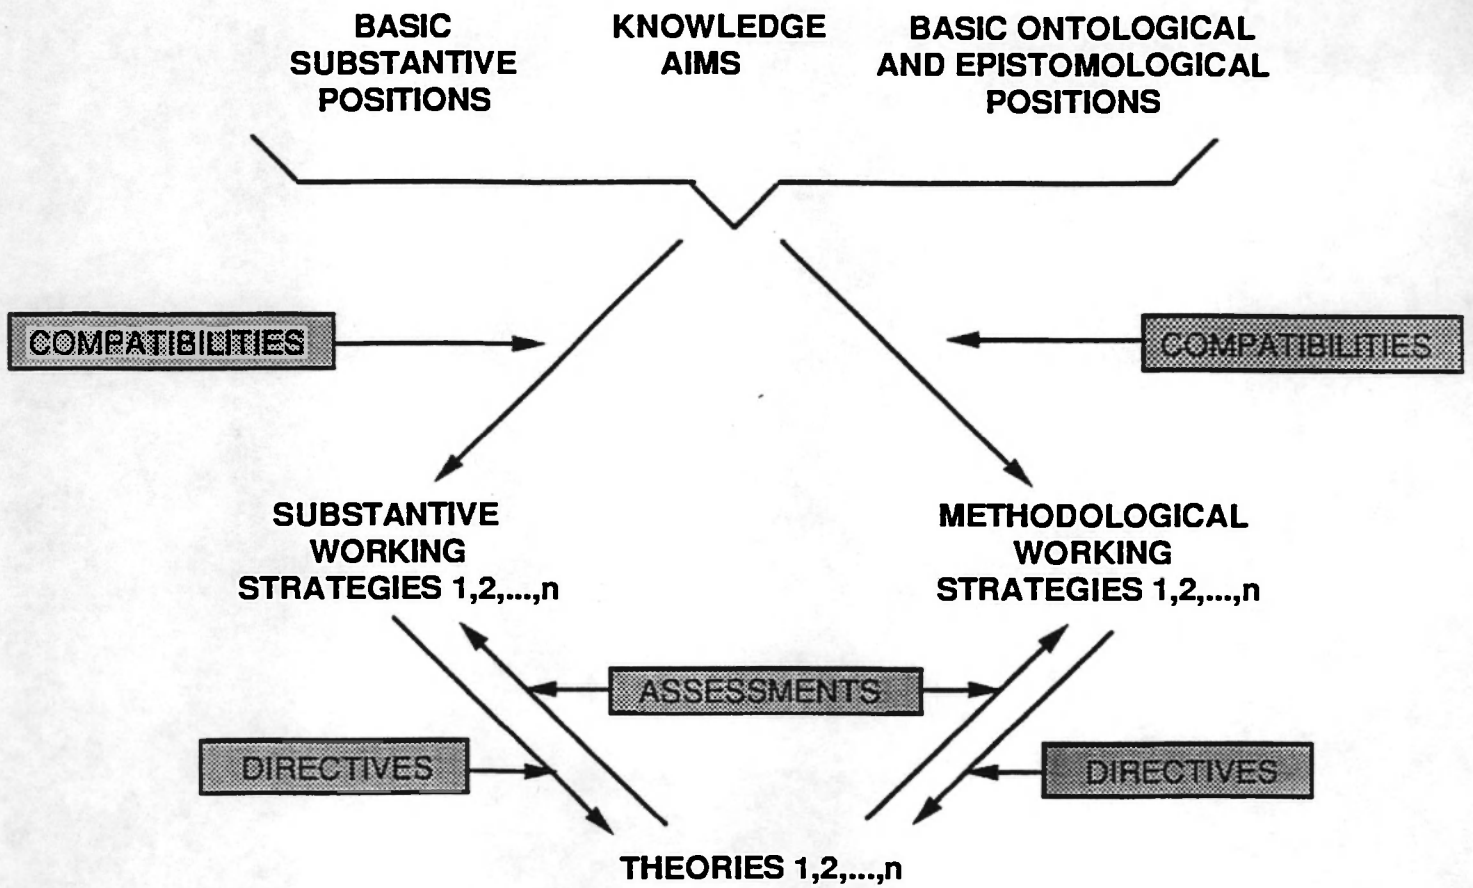 BASIC
SUBSTANTIVE
POSITIONS
KNOWLEDGE
AIMS
BASIC ONTOLOGICAL
AND EPISTOMOLOGICAL
POSITIONS
COMPATIBILITIES
COMPATIBILITIES
SUBSTANTIVE
WORKING
STRATEGIES 1,2,...,n
METHODOLOGICAL
WORKING
STRATEGIES 1,2,...,n
ASSESSMENTS
DIRECTIVES
DIRECTIVES
THEORIES 1,2,...,n